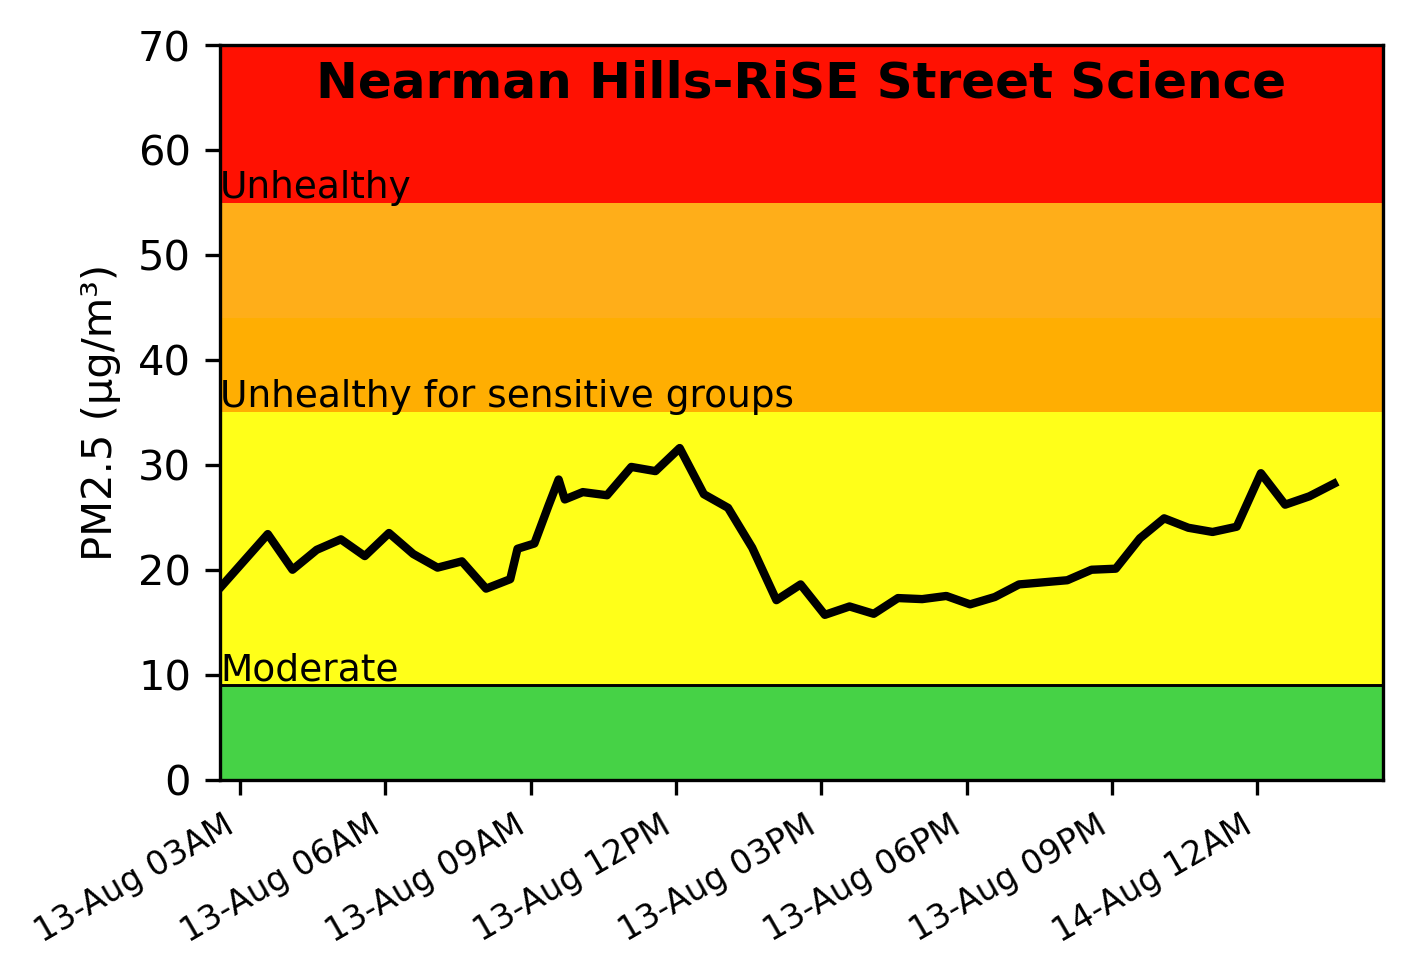 Nearman Hills-RiSE Street Science
PM2.5 (µg/m³)
70
60
50
40
30
20
10
0
Unhealthy
Unhealthy for sensitive groups
Moderate
13-Aug 03AM
13-Aug 06AM
13-Aug 09AM
13-Aug 12PM
13-Aug 03PM
13-Aug 06PM
13-Aug 09PM
14-Aug 12AM